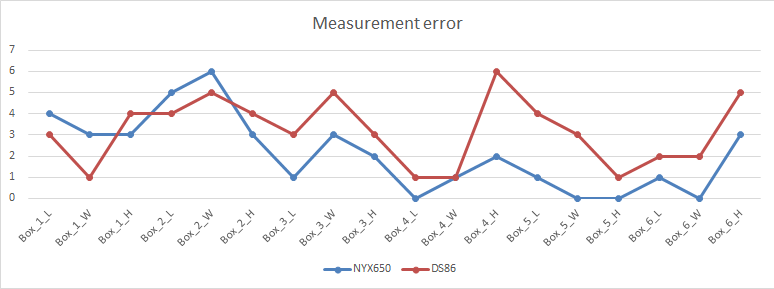 Measurement error
7
6
5
4
3
2
1
0
Box_1_L
Box_1_W
Box_1_H
Box_2_L
Box_2_W
Box_2_H
Box_3_L
Box_3_W
Box_3_H
Box_4_L
Box_4_W
Box_4_H
Box_5_L
Box_5_W
Box_5_H
Box_6_L
Box_6_W
Box_6_H
NYX650 DS86